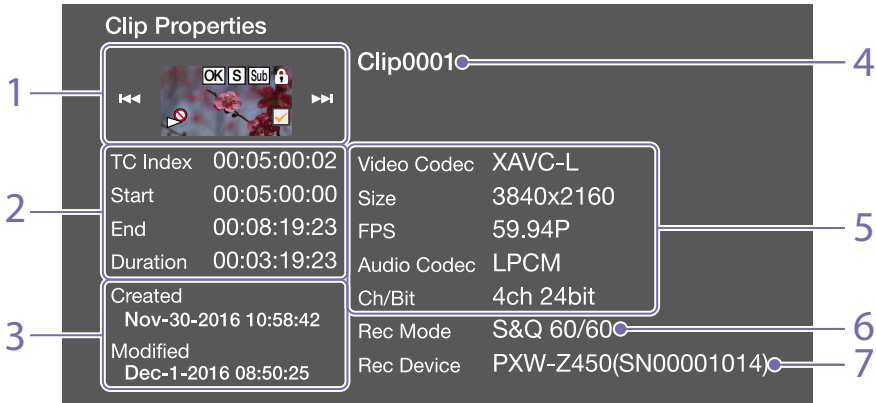 Clip Properties
1
OK S Sub
Clip0001
4
2
TC Index 00:05:00:02
Start 00:05:00:00
End 00:08:19:23
Duration 00:03:19:23
Video Codec XAVC-L
Size 3840x2160
FPS 59.94P
Audio Codec LPCM
Ch/Bit 4ch 24bit
5
3
Created
Nov-30-2016 10:58:42
Modified
Dec-1-2016 08:50:25
Rec Mode S&Q 60/60
6
Rec Device PXW-Z450(SN00001014)
7